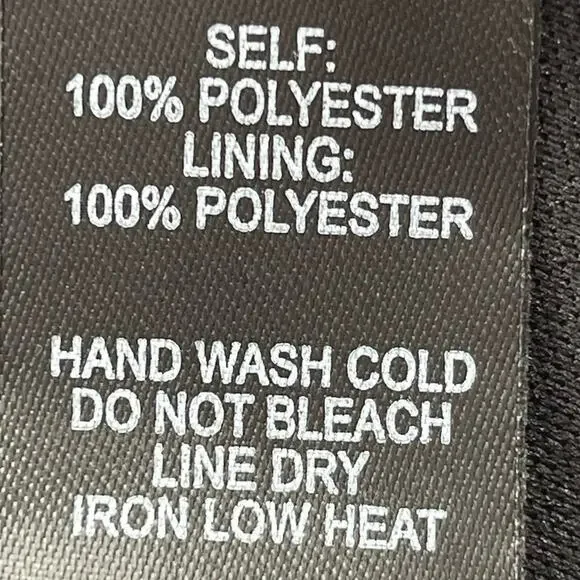 SELF:
100% POLYESTER
LINING:
100% POLYESTER
HAND WASH COLD
DO NOT BLEACH
LINE DRY
IRON LOW HEAT